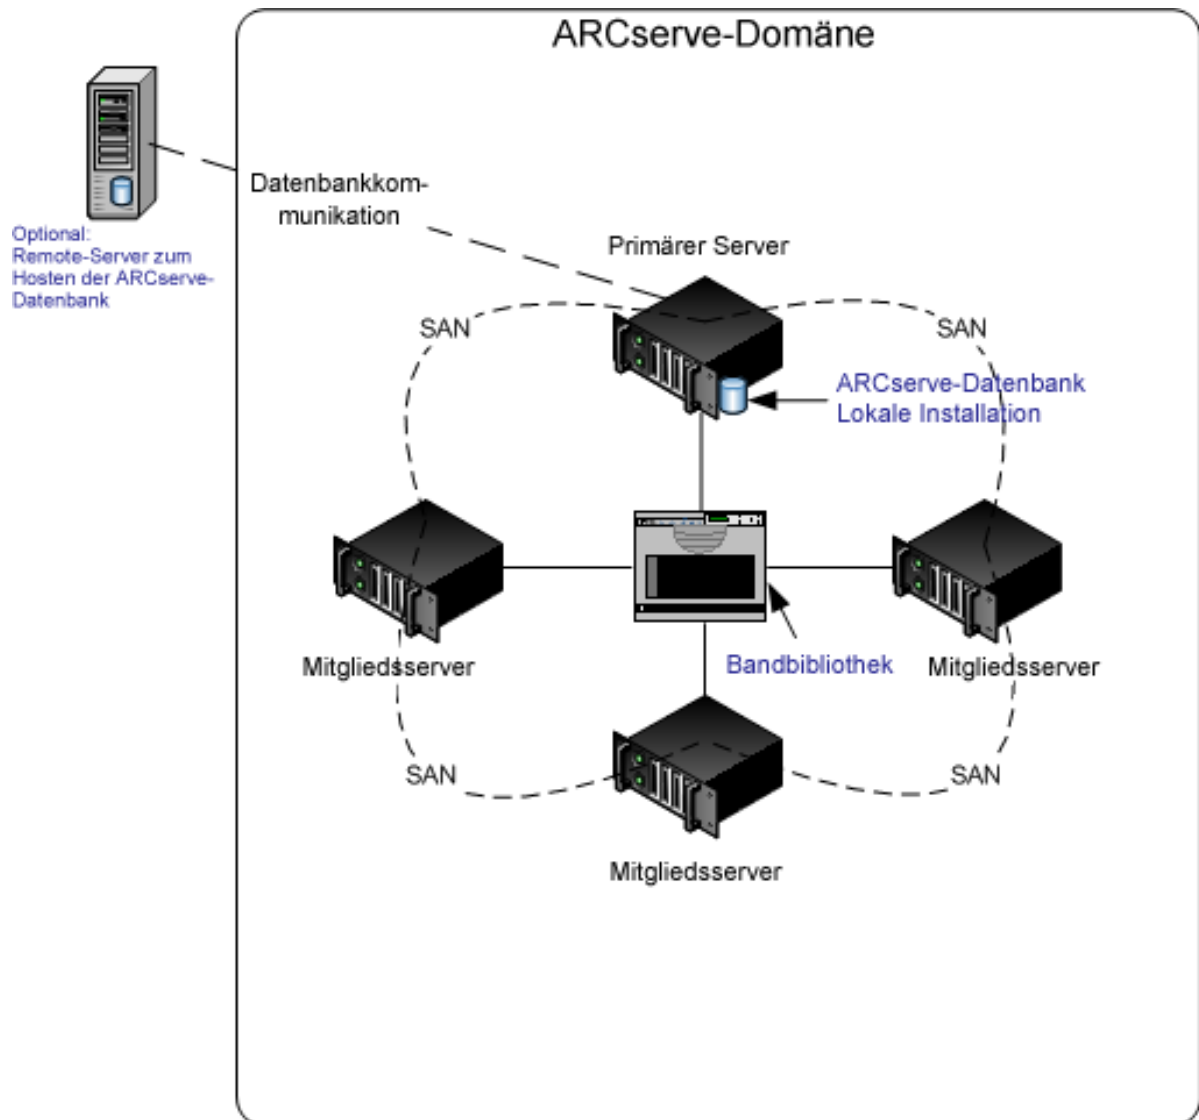 ARCserve-Domäne
Datenbankkom-
munikation
Optional:
Remote-Server zum
Hosten der ARCserve-
Datenbank
Primärer Server
SAN
SAN
ARCserve-Datenbank
Lokale Installation
Mitgliedsserver
Bandbibliothek
Mitgliedsserver
SAN
SAN
Mitgliedsserver